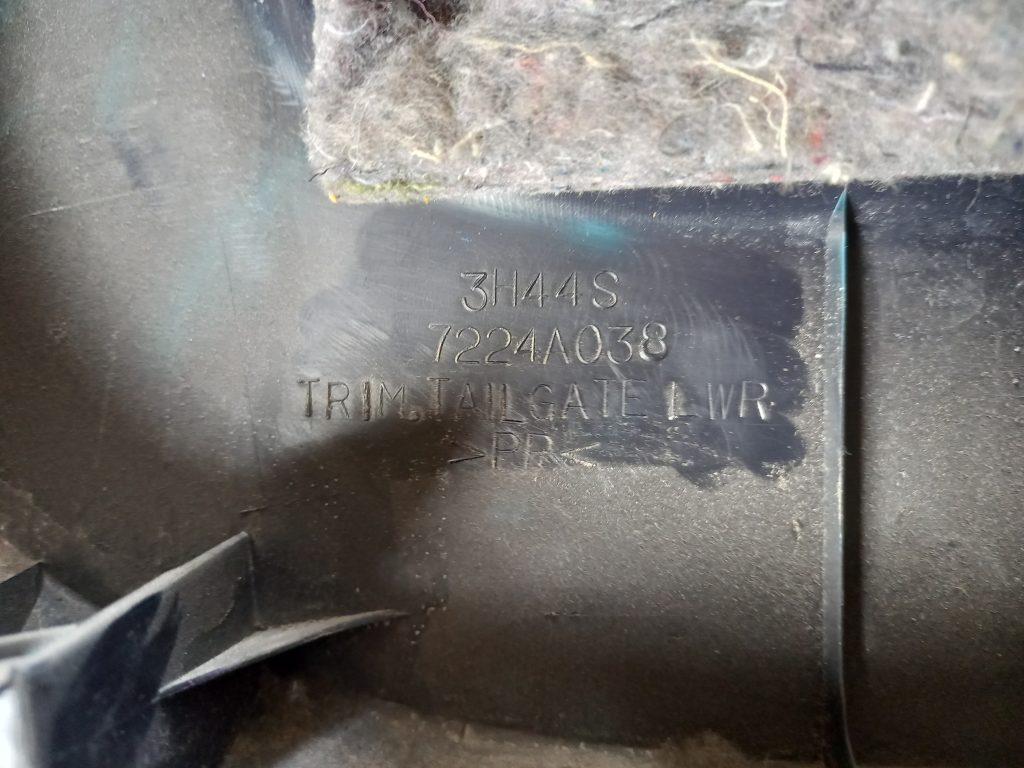 3H44S
7224A038
TRIM,TAILGATE LWR
>PP<